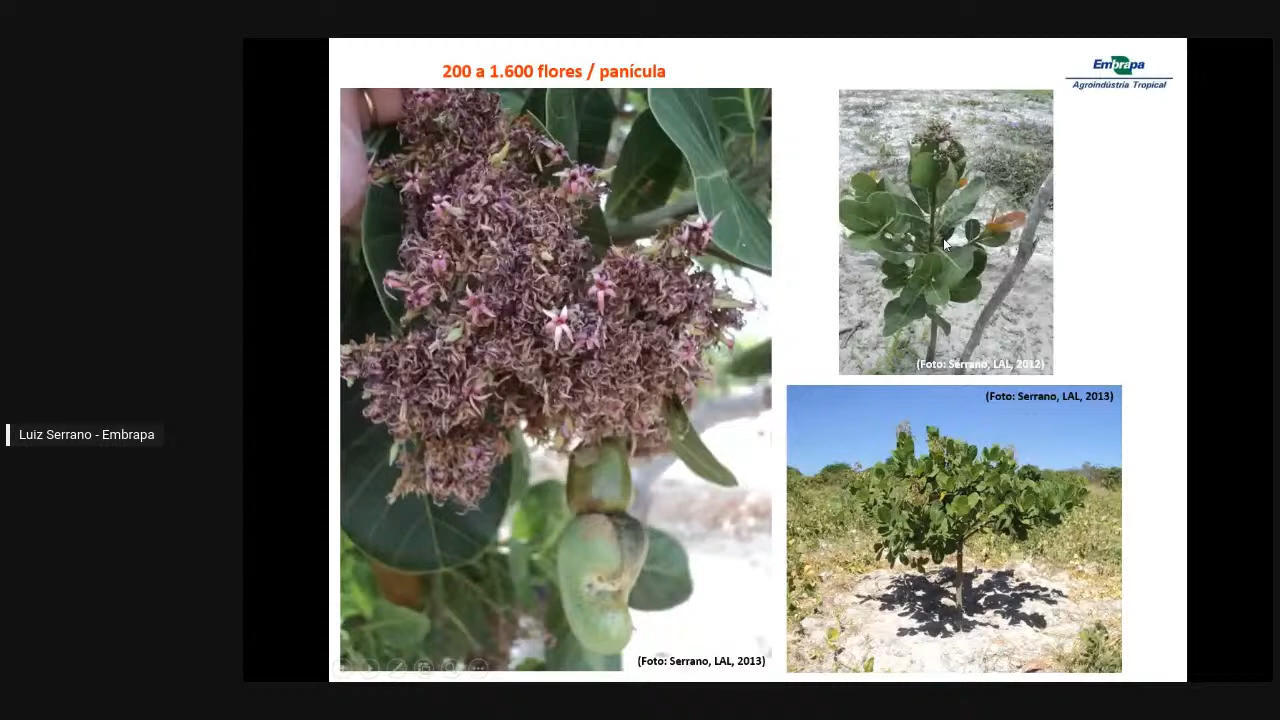 200 a 1.600 flores / panícula
Embrapa
Agroindústria Tropical
(Foto: Serrano, LAL, 2012)
(Foto: Serrano, LAL, 2013)
Luiz Serrano - Embrapa
(Foto: Serrano, LAL, 2013)